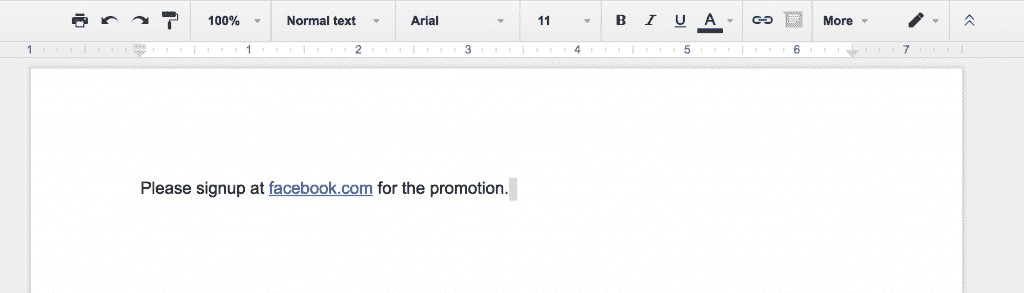 100% Normal text Arial 11 B I U A More
1 1 2 3 4 5 6 7
Please signup at facebook.com for the promotion.